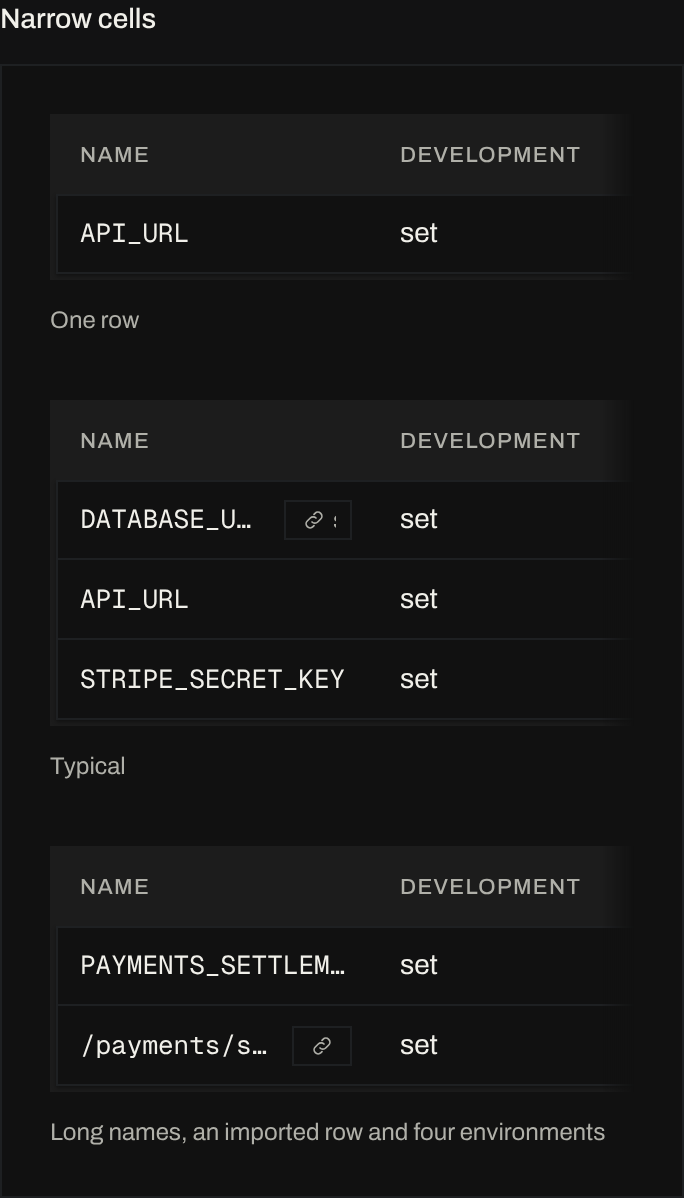 Narrow cells
NAME DEVELOPMENT
API_URL set
One row
NAME DEVELOPMENT
DATABASE_U… set
API_URL set
STRIPE_SECRET_KEY set
Typical
NAME DEVELOPMENT
PAYMENTS_SETTLEM… set
/payments/s… set
Long names, an imported row and four environments